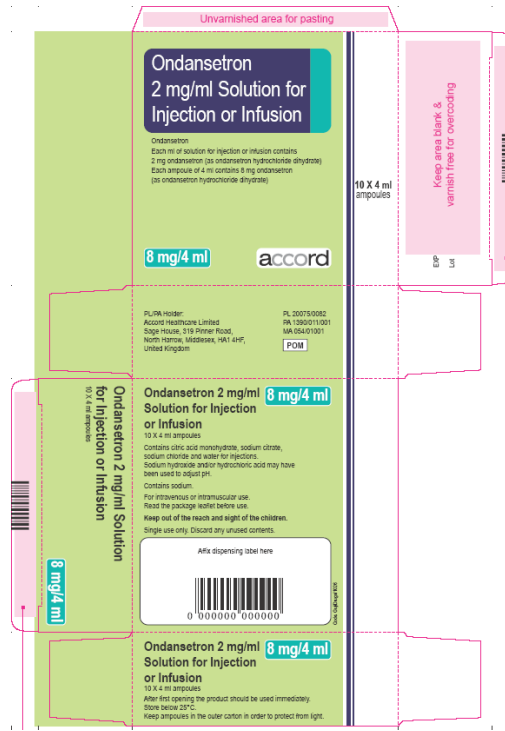 Unvarnished area for pasting
Ondansetron
2 mg/ml Solution for
Injection or Infusion
Ondansetron
Each ml of solution for injection or infusion contains
2 mg ondansetron (as ondansetron hydrochloride dihydrate)
Each ampoule of 4 ml contains 8 mg ondansetron
(as ondansetron hydrochloride dihydrate)
8 mg/4 ml
accord
10 X 4 ml
ampoules
Keep area blank &
varnish free for overcoding
EXP
Lot
PL/PA Holder:
Accord Healthcare Limited
Sage House, 319 Pinner Road,
North Harrow, Middlesex, HA1 4HF,
United Kingdom
PL 20075/0082
PA 1390/011/001
MA 054/01001
POM
Ondansetron 2 mg/ml Solution
for Injection or Infusion
10 X 4 ml ampoules
8 mg/4 ml
Ondansetron 2 mg/ml
Solution for Injection
or Infusion
8 mg/4 ml
10 X 4 ml ampoules
Contains citric acid monohydrate, sodium citrate,
sodium chloride and water for injections.
Sodium hydroxide and/or hydrochloric acid may have
been used to adjust pH.
Contains sodium.
For intravenous or intramuscular use.
Read the package leaflet before use.
Keep out of the reach and sight of the children.
Single use only. Discard any unused contents.
Affix dispensing label here
0 000000 000000
Ondansetron 2 mg/ml
Solution for Injection
or Infusion
8 mg/4 ml
10 X 4 ml ampoules
After first opening the product should be used immediately.
Store below 25°C.
Keep ampoules in the outer carton in order to protect from light.